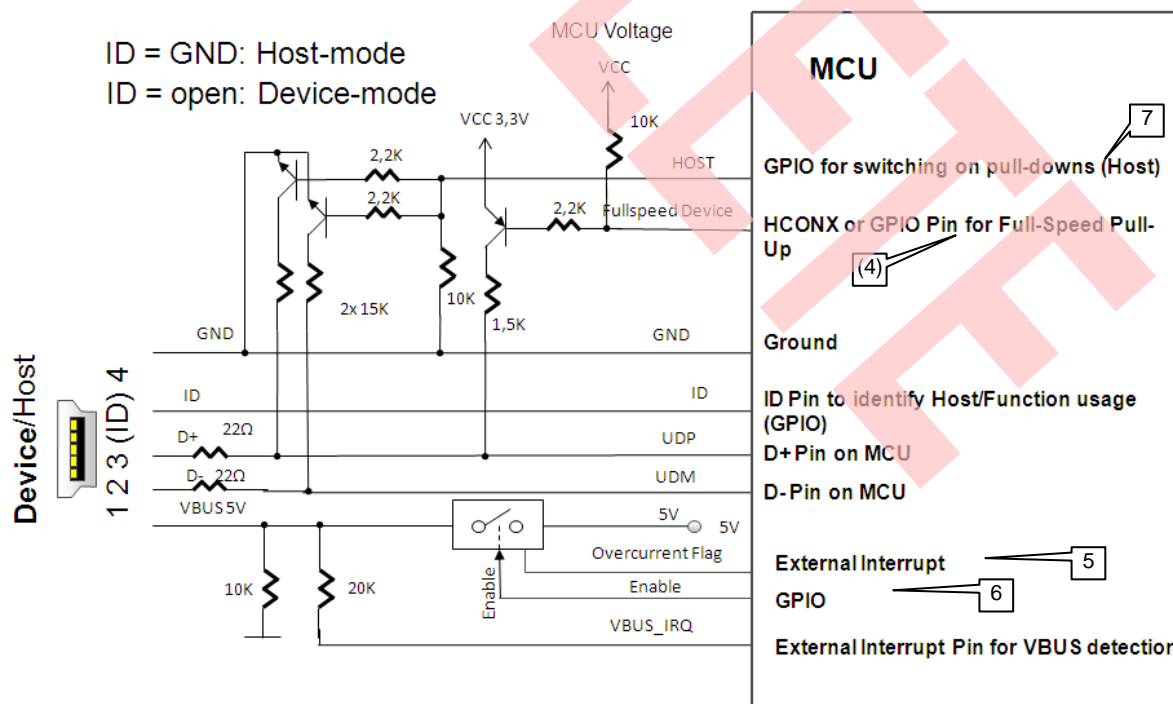 ID = GND: Host-mode
ID = open: Device-mode
MCU Voltage
VCC
MCU
VCC 3,3V
10K
7
2,2K
HOST
GPIO for switching on pull-downs (Host)
2,2K
2,2K
Fullspeed Device
HCONX or GPIO Pin for Full-Speed Pull-
Up
(4)
2x 15K
10K
1,5K
GND
GND
Ground
Device/Host
1 2 3 (ID) 4
ID
ID
ID Pin to identify Host/Function usage
(GPIO)
D+
22Ω
UDP
D+ Pin on MCU
D-
22Ω
UDM
D- Pin on MCU
VBUS 5V
5V
5V
Overcurrent Flag
External Interrupt
5
10K
20K
Enable
Enable
GPIO
6
VBUS_IRQ
External Interrupt Pin for VBUS detection